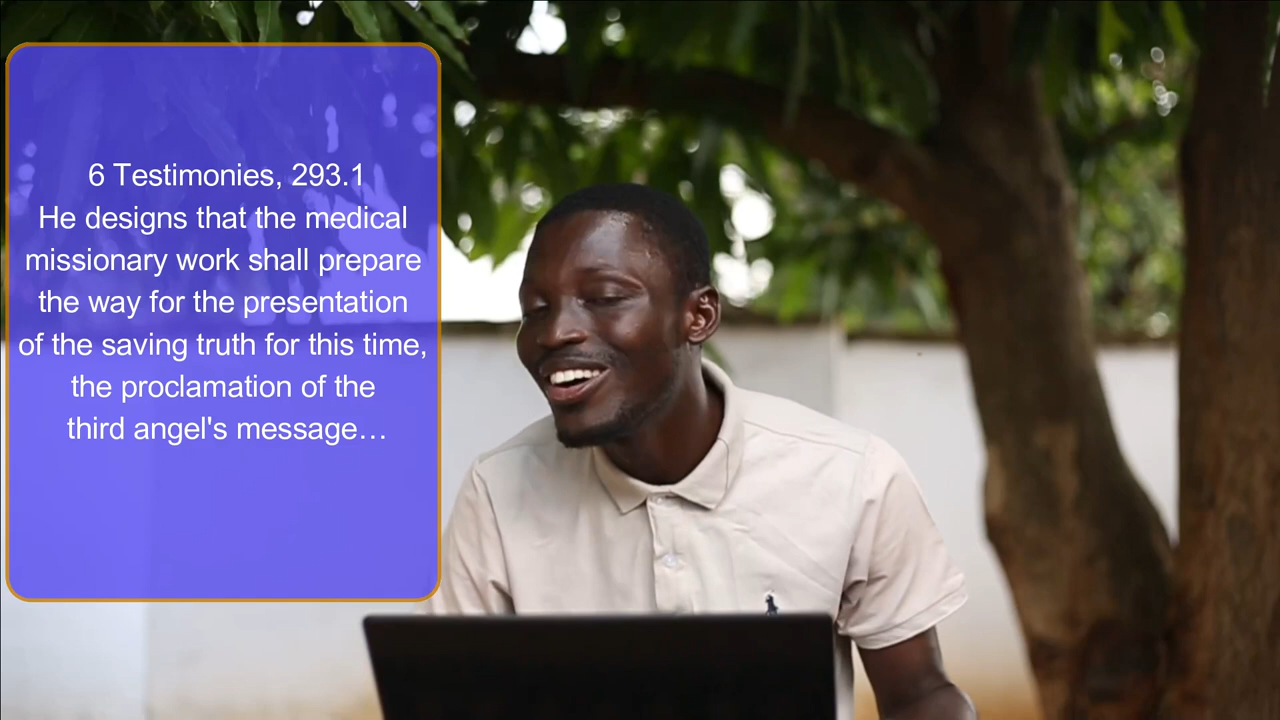 6 Testimonies, 293.1
He designs that the medical
missionary work shall prepare
the way for the presentation
of the saving truth for this time,
the proclamation of the
third angel's message…